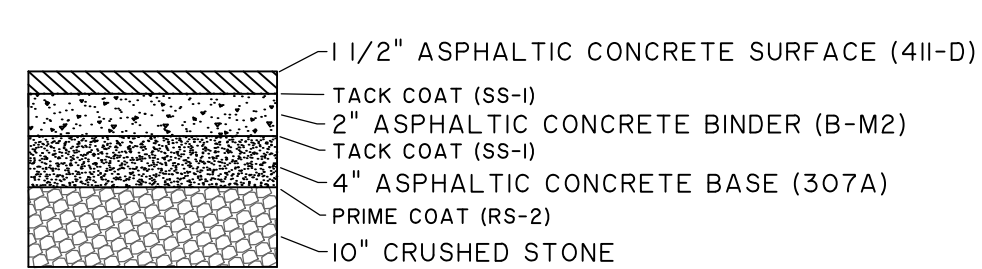 1 1/2" ASPHALTIC CONCRETE SURFACE (411-D)
TACK COAT (SS-1)
2" ASPHALTIC CONCRETE BINDER (B-M2)
TACK COAT (SS-1)
4" ASPHALTIC CONCRETE BASE (307A)
PRIME COAT (RS-2)
10" CRUSHED STONE